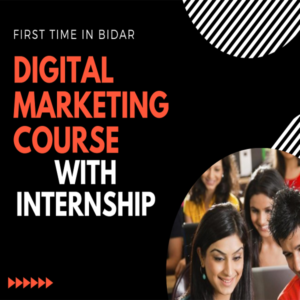 FIRST TIME IN BIDAR
DIGITAL
MARKETING
COURSE
WITH
INTERNSHIP